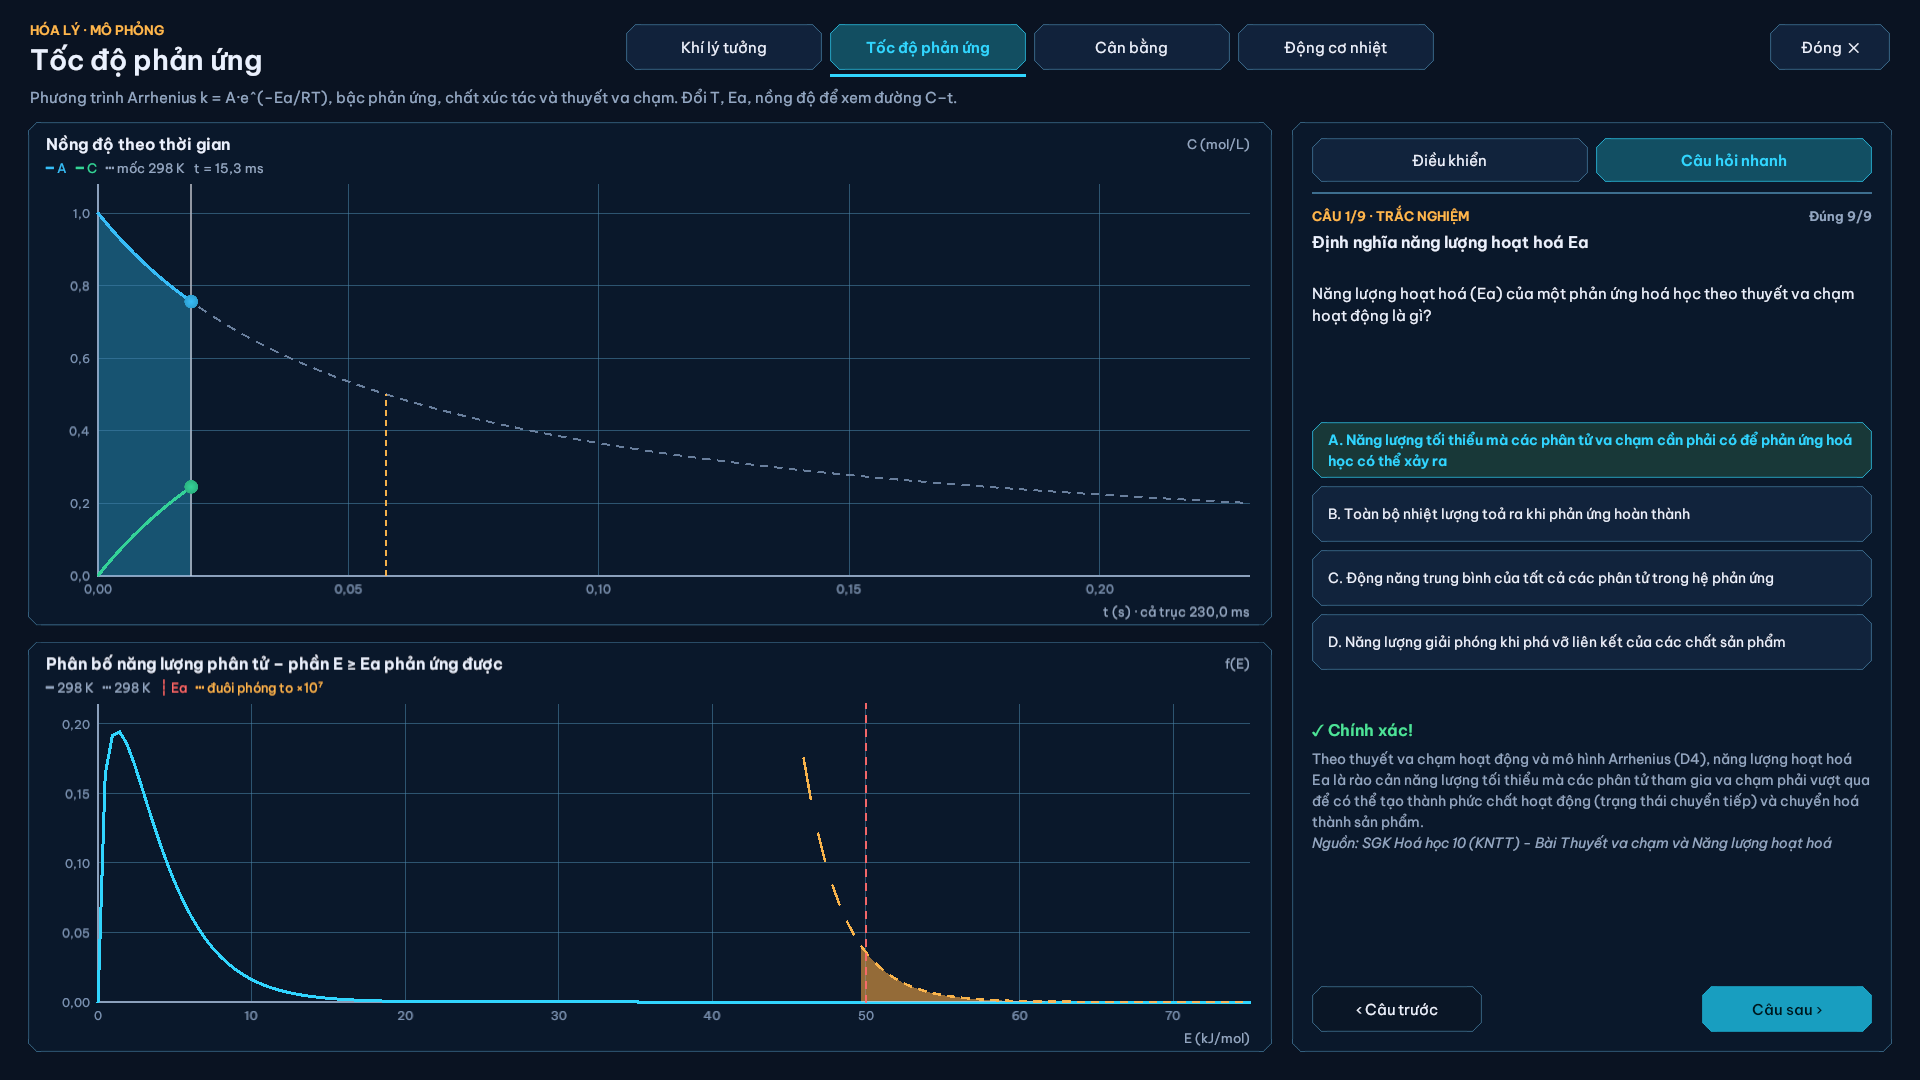 HÓA LÝ · MÔ PHỎNG
Tốc độ phản ứng
Khí lý tưởng
Tốc độ phản ứng
Cân bằng
Động cơ nhiệt
Đóng ×
Phương trình Arrhenius k = A·e^(-Ea/RT), bậc phản ứng, chất xúc tác và thuyết va chạm. Đổi T, Ea, nồng độ để xem đường C–t.
Nồng độ theo thời gian
C (mol/L)
A C mốc 298 K t = 15,3 ms
1,0
0,8
0,6
0,4
0,2
0,0
0,00 0,05 0,10 0,15 0,20
t (s) · cả trục 230,0 ms
Phân bố năng lượng phân tử – phần E ≥ Ea phản ứng được
f(E)
298 K 298 K Ea đuôi phóng to ×10⁷
0,20
0,15
0,10
0,05
0,00
0 10 20 30 40 50 60 70
E (kJ/mol)
Điều khiển
Câu hỏi nhanh
CÂU 1/9 · TRẮC NGHIỆM
Đúng 9/9
Định nghĩa năng lượng hoạt hoá Ea
Năng lượng hoạt hoá (Ea) của một phản ứng hoá học theo thuyết va chạm
hoạt động là gì?
A. Năng lượng tối thiểu mà các phân tử va chạm cần phải có để phản ứng hoá
học có thể xảy ra
B. Toàn bộ nhiệt lượng toả ra khi phản ứng hoàn thành
C. Động năng trung bình của tất cả các phân tử trong hệ phản ứng
D. Năng lượng giải phóng khi phá vỡ liên kết của các chất sản phẩm
✓ Chính xác!
Theo thuyết va chạm hoạt động và mô hình Arrhenius (D4), năng lượng hoạt hoá
Ea là rào cản năng lượng tối thiểu mà các phân tử tham gia va chạm phải vượt qua
để có thể tạo thành phức chất hoạt động (trạng thái chuyển tiếp) và chuyển hoá
thành sản phẩm.
Nguồn: SGK Hoá học 10 (KNTT) - Bài Thuyết va chạm và Năng lượng hoạt hoá
‹ Câu trước
Câu sau ›